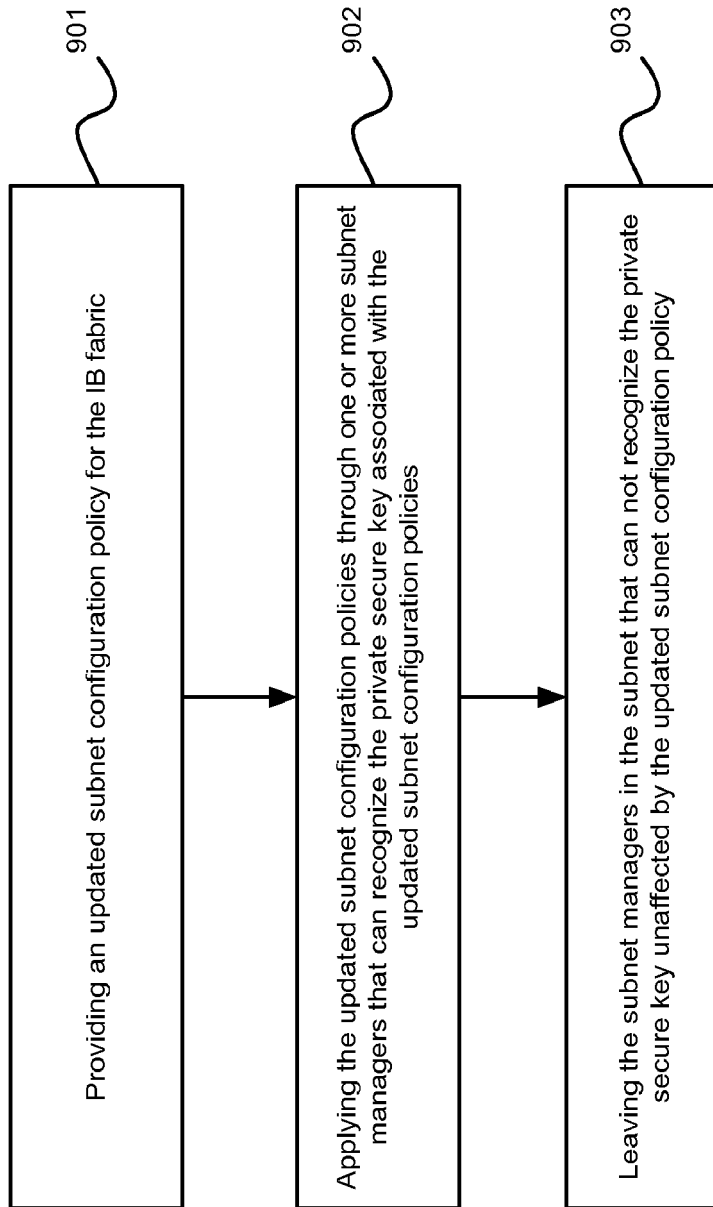 Providing an updated subnet configuration policy for the IB fabric
901
Applying the updated subnet configuration policies through one or more subnet
managers that can recognize the private secure key associated with the
updated subnet configuration policies
902
Leaving the subnet managers in the subnet that can not recognize the private
secure key unaffected by the updated subnet configuration policy
903